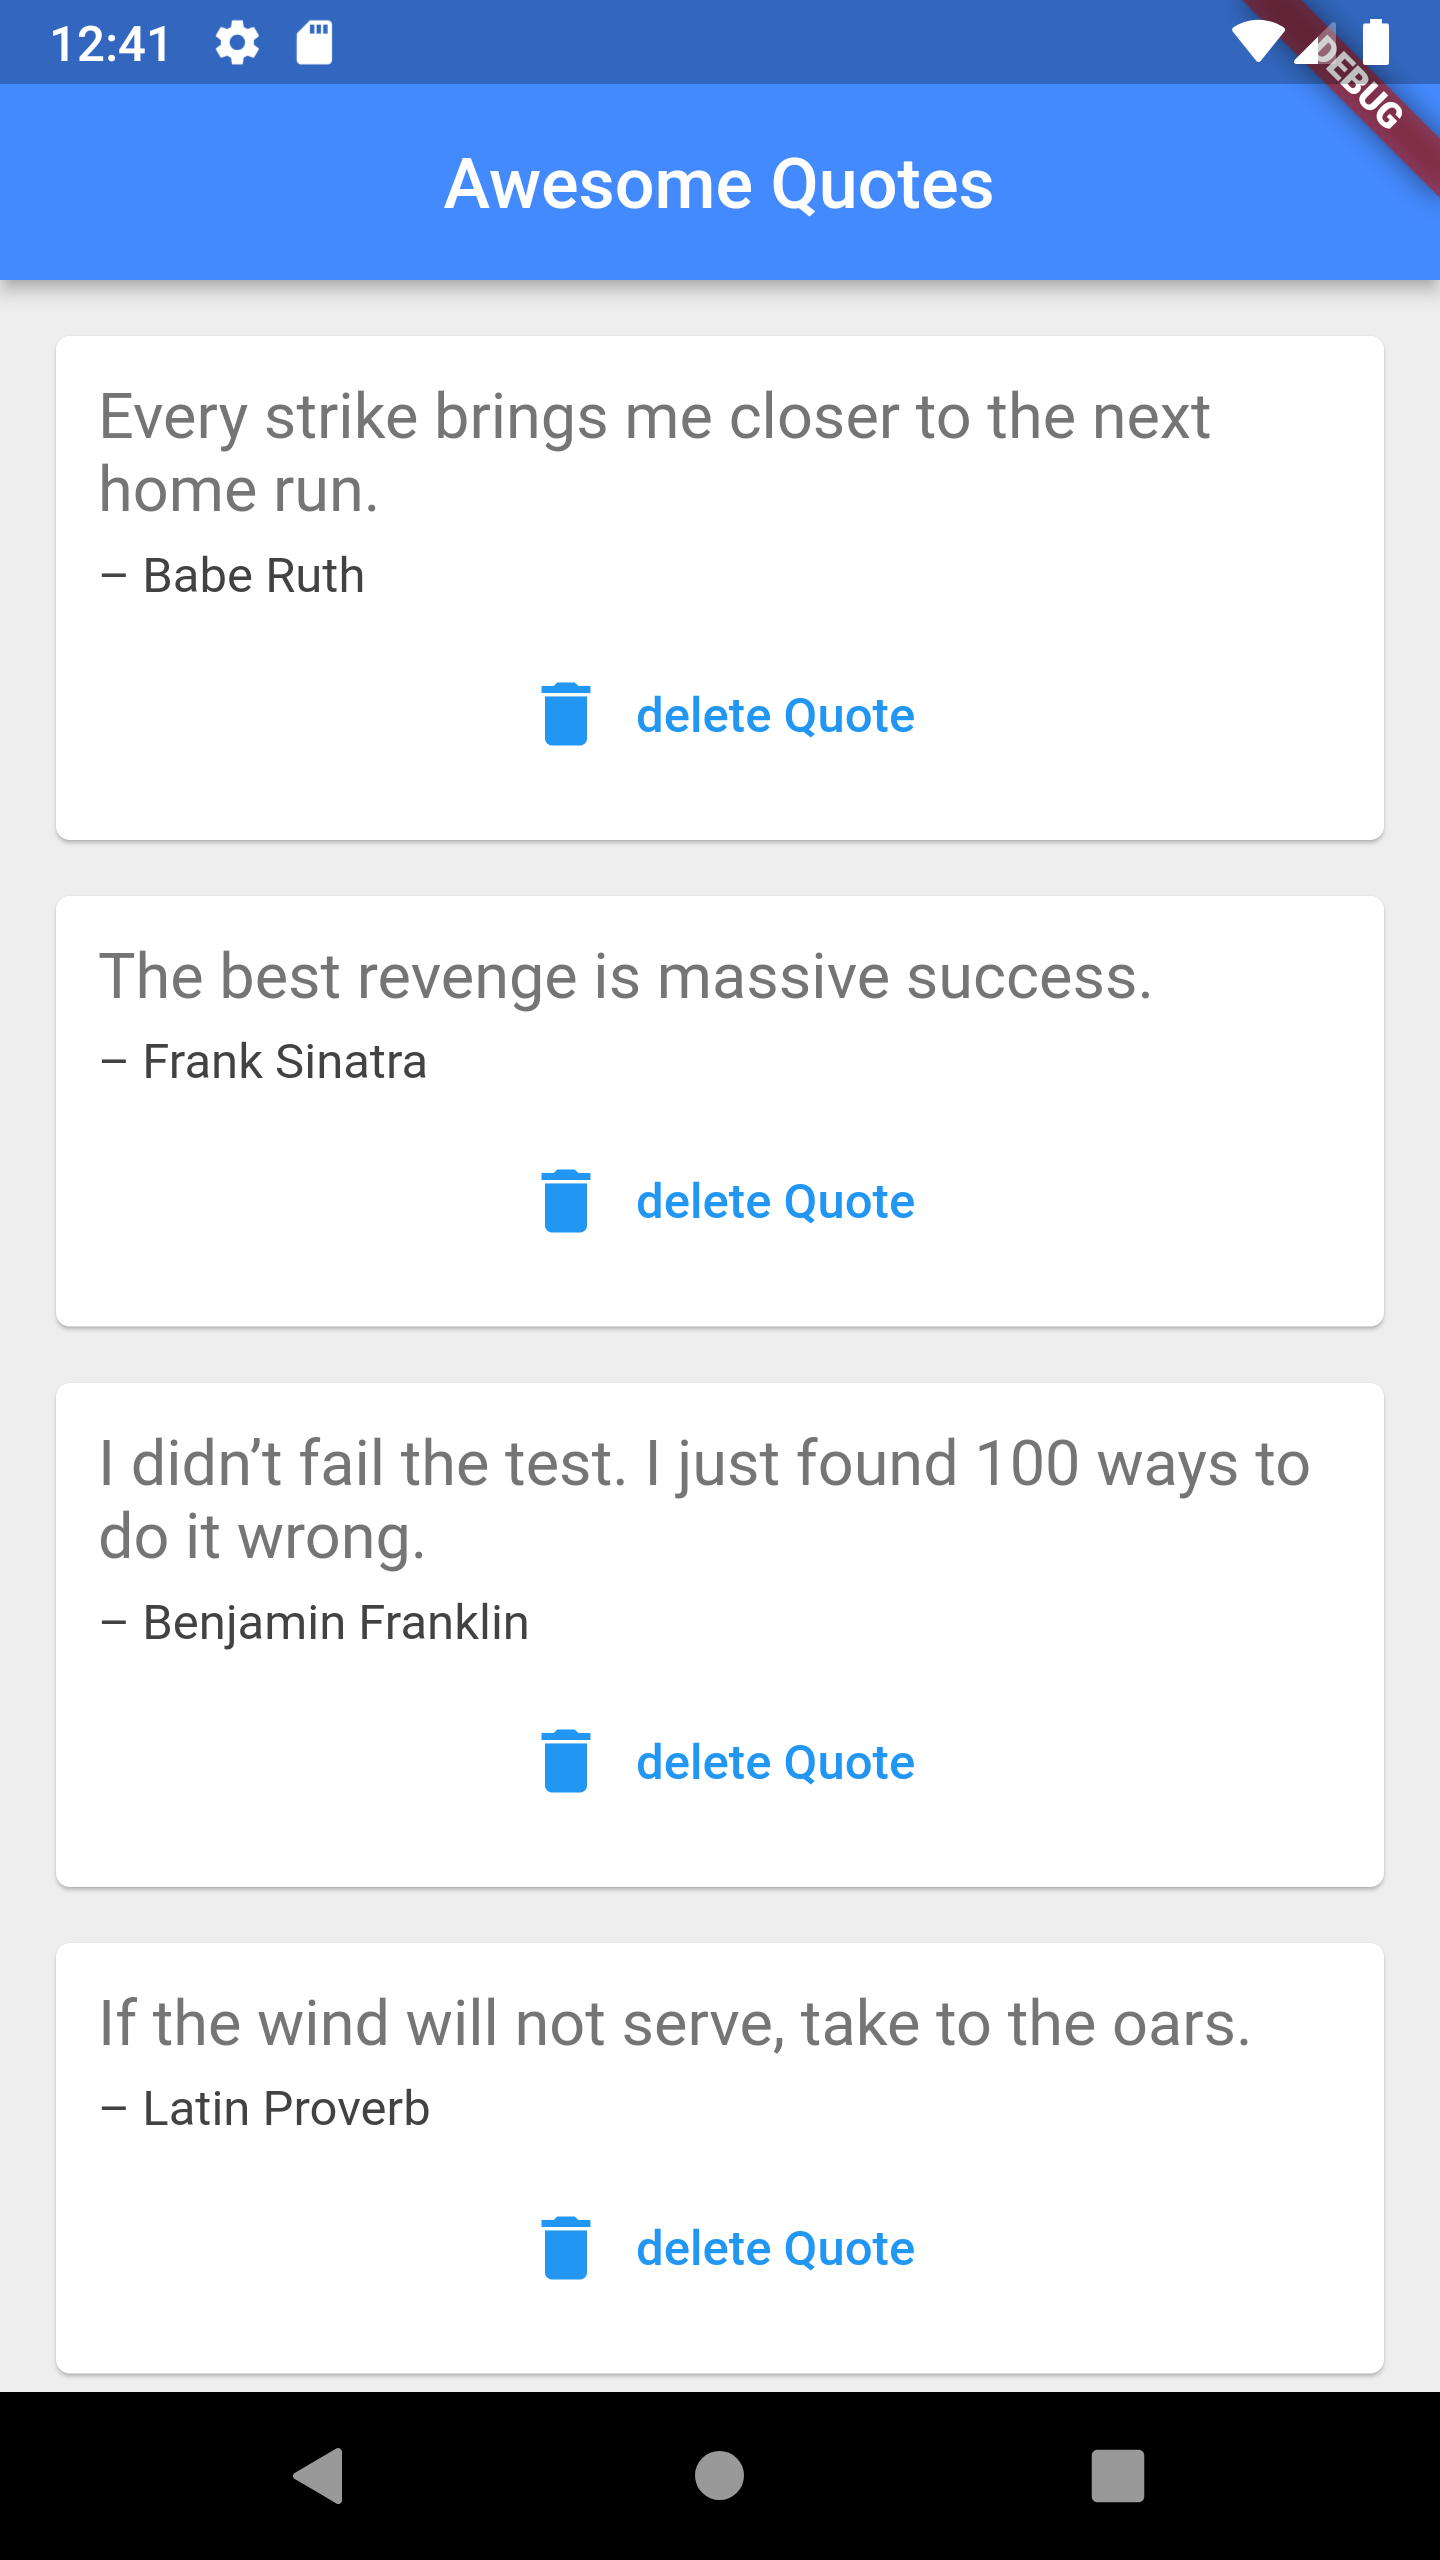 12:41
DEBUG
Awesome Quotes
Every strike brings me closer to the next
home run.
– Babe Ruth
delete Quote
The best revenge is massive success.
– Frank Sinatra
delete Quote
I didn’t fail the test. I just found 100 ways to
do it wrong.
– Benjamin Franklin
delete Quote
If the wind will not serve, take to the oars.
– Latin Proverb
delete Quote